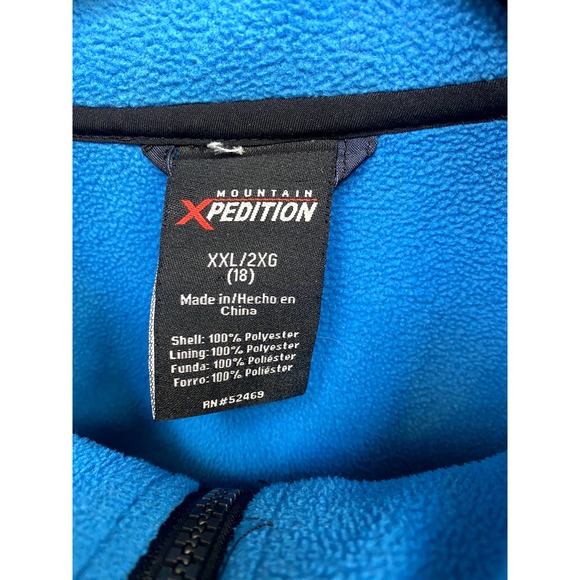 MOUNTAIN
XPEDITION
XXL/2XG
(18)
Made in/Hecho en
China
Shell: 100% Polyester
Lining: 100% Polyester
Funda: 100% Poliéster
Forro: 100% Poliéster
RN#52469